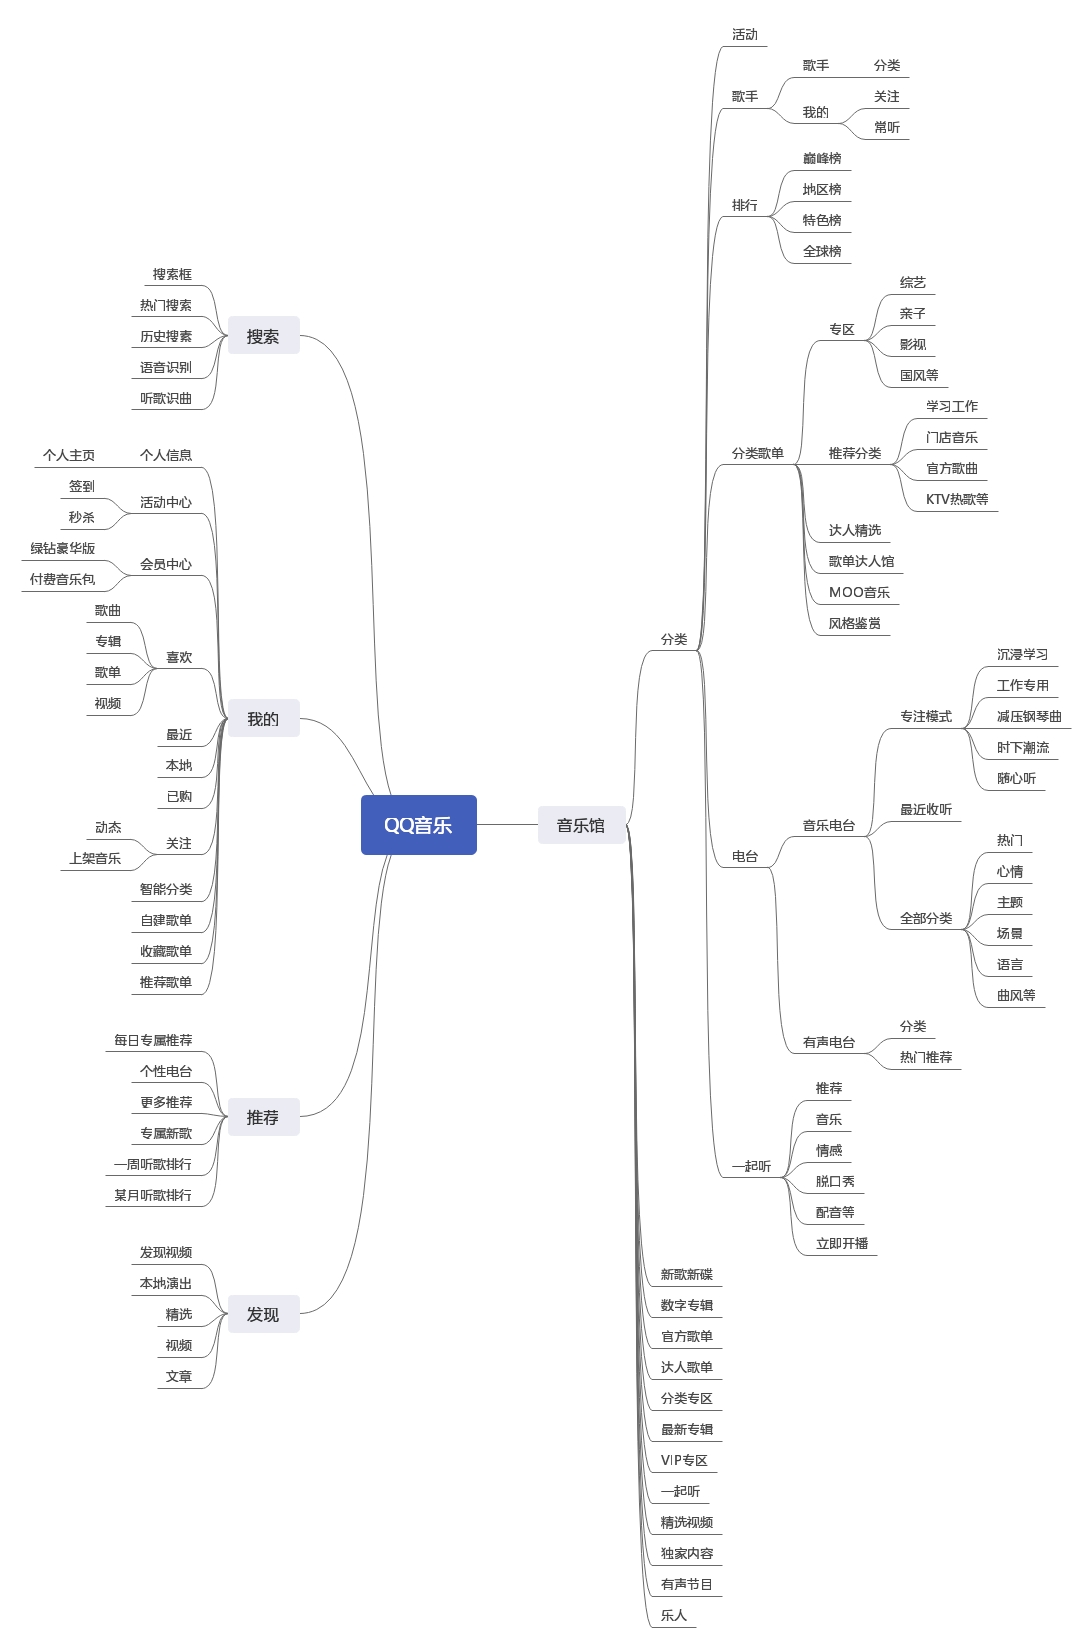 QQ音乐
搜索
搜索框
热门搜索
历史搜素
语音识别
听歌识曲
我的
个人信息
个人主页
活动中心
签到
秒杀
会员中心
绿钻豪华版
付费音乐包
喜欢
歌曲
专辑
歌单
视频
最近
本地
已购
关注
动态
上架音乐
智能分类
自建歌单
收藏歌单
推荐歌单
推荐
每日专属推荐
个性电台
更多推荐
专属新歌
一周听歌排行
某月听歌排行
发现
发现视频
本地演出
精选
视频
文章
音乐馆
分类
活动
歌手
歌手
分类
我的
关注
常听
排行
巅峰榜
地区榜
特色榜
全球榜
分类歌单
专区
综艺
亲子
影视
国风等
推荐分类
学习工作
门店音乐
官方歌曲
KTV热歌等
达人精选
歌单达人馆
MOO音乐
风格鉴赏
电台
音乐电台
专注模式
沉浸学习
工作专用
减压钢琴曲
时下潮流
随心听
最近收听
全部分类
热门
心情
主题
场景
语言
曲风等
有声电台
分类
热门推荐
一起听
推荐
音乐
情感
脱口秀
配音等
立即开播
新歌新碟
数字专辑
官方歌单
达人歌单
分类专区
最新专辑
VIP专区
一起听
精选视频
独家内容
有声节目
乐人